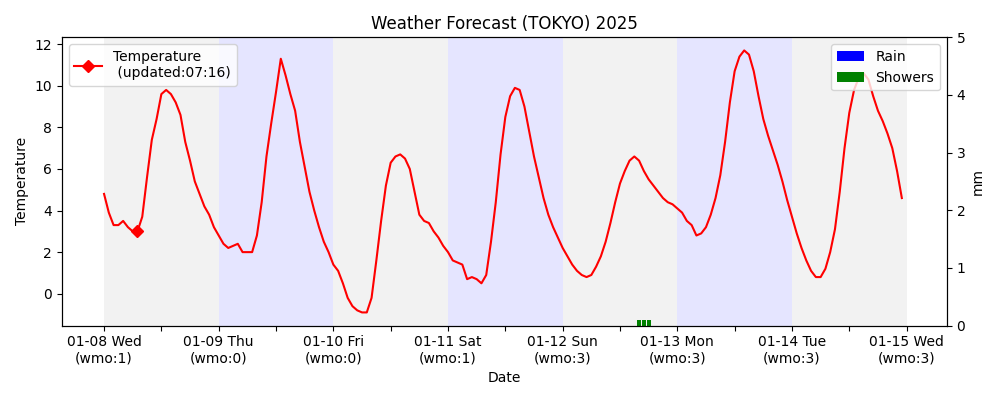 Weather Forecast (TOKYO) 2025
Temperature
(updated:07:16)
Rain
Showers
Temperature
12
10
8
6
4
2
0
5
4
3
2
1
0
mm
01-08 Wed
(wmo:1)
01-09 Thu
(wmo:0)
01-10 Fri
(wmo:0)
01-11 Sat
(wmo:1)
01-12 Sun
(wmo:3)
01-13 Mon
(wmo:3)
01-14 Tue
(wmo:3)
01-15 Wed
(wmo:3)
Date